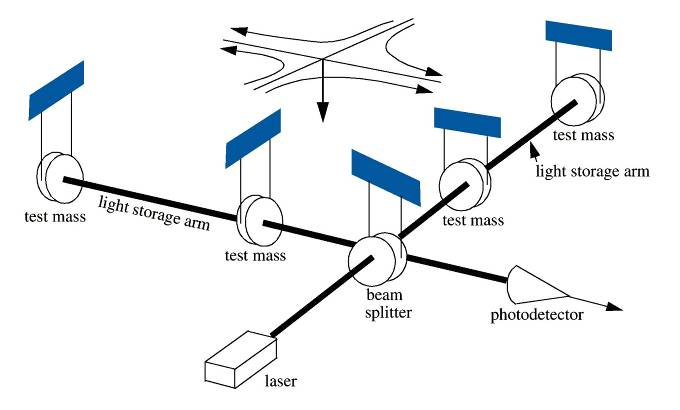 test mass
light storage arm
test mass
light storage arm
test mass
test mass
beam
splitter
photodetector
laser